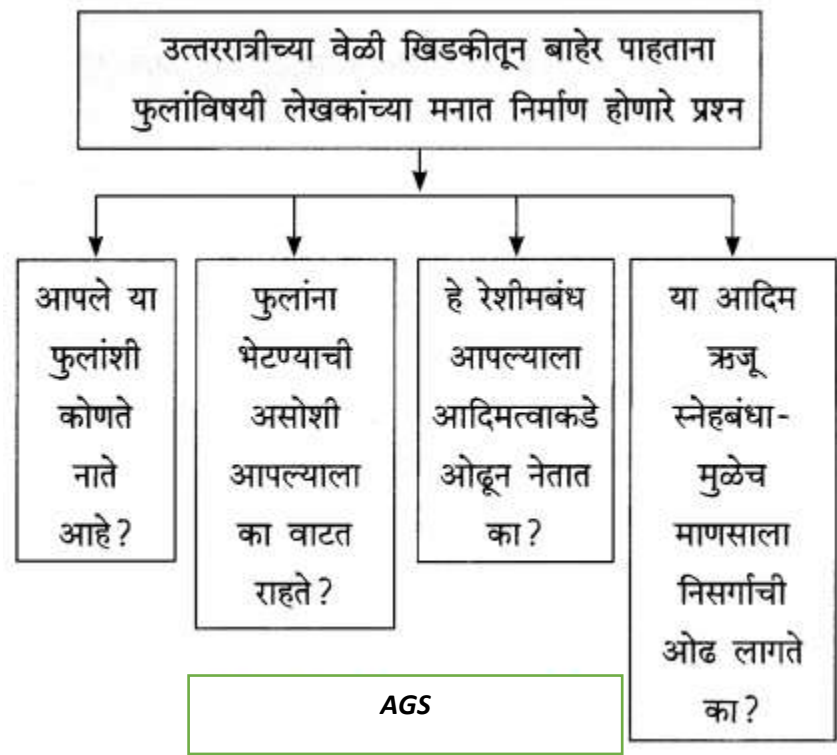 उत्तररात्रीच्या वेळी खिडकीतून बाहेर पाहताना
फुलांविषयी लेखकांच्या मनात निर्माण होणारे प्रश्न
आपले या
फुलांशी
कोणते
नाते
आहे?
फुलांना
भेटण्याची
असोशी
आपल्याला
का वाटत
राहते?
हे रेशीमबंध
आपल्याला
आदिमत्वाकडे
ओढून नेतात
का?
या आदिम
ऋजू
स्नेहबंधा-
मुळेच
माणसाला
निसर्गाची
ओढ लागते
का?
AGS